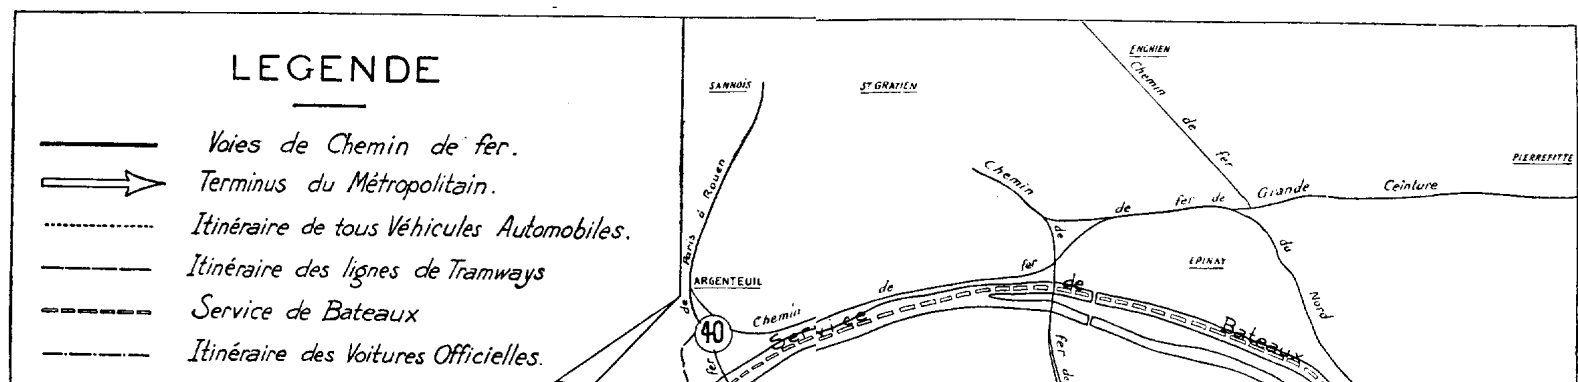 LEGENDE
Voies de Chemin de fer.
Terminus du Métropolitain.
Itinéraire de tous Véhicules Automobiles.
Itinéraire des lignes de Tramways
Service de Bateaux
Itinéraire des Voitures Officielles.
SANNOIS
ST GRATIEN
ENGHIEN
PIERREFITTE
Chemin de fer du Nord
Chemin de fer de
Chemin de fer de Grande Ceinture
de Paris à Rouen
ARGENTEUIL
EPINAY
40
fer
Service de Bateaux